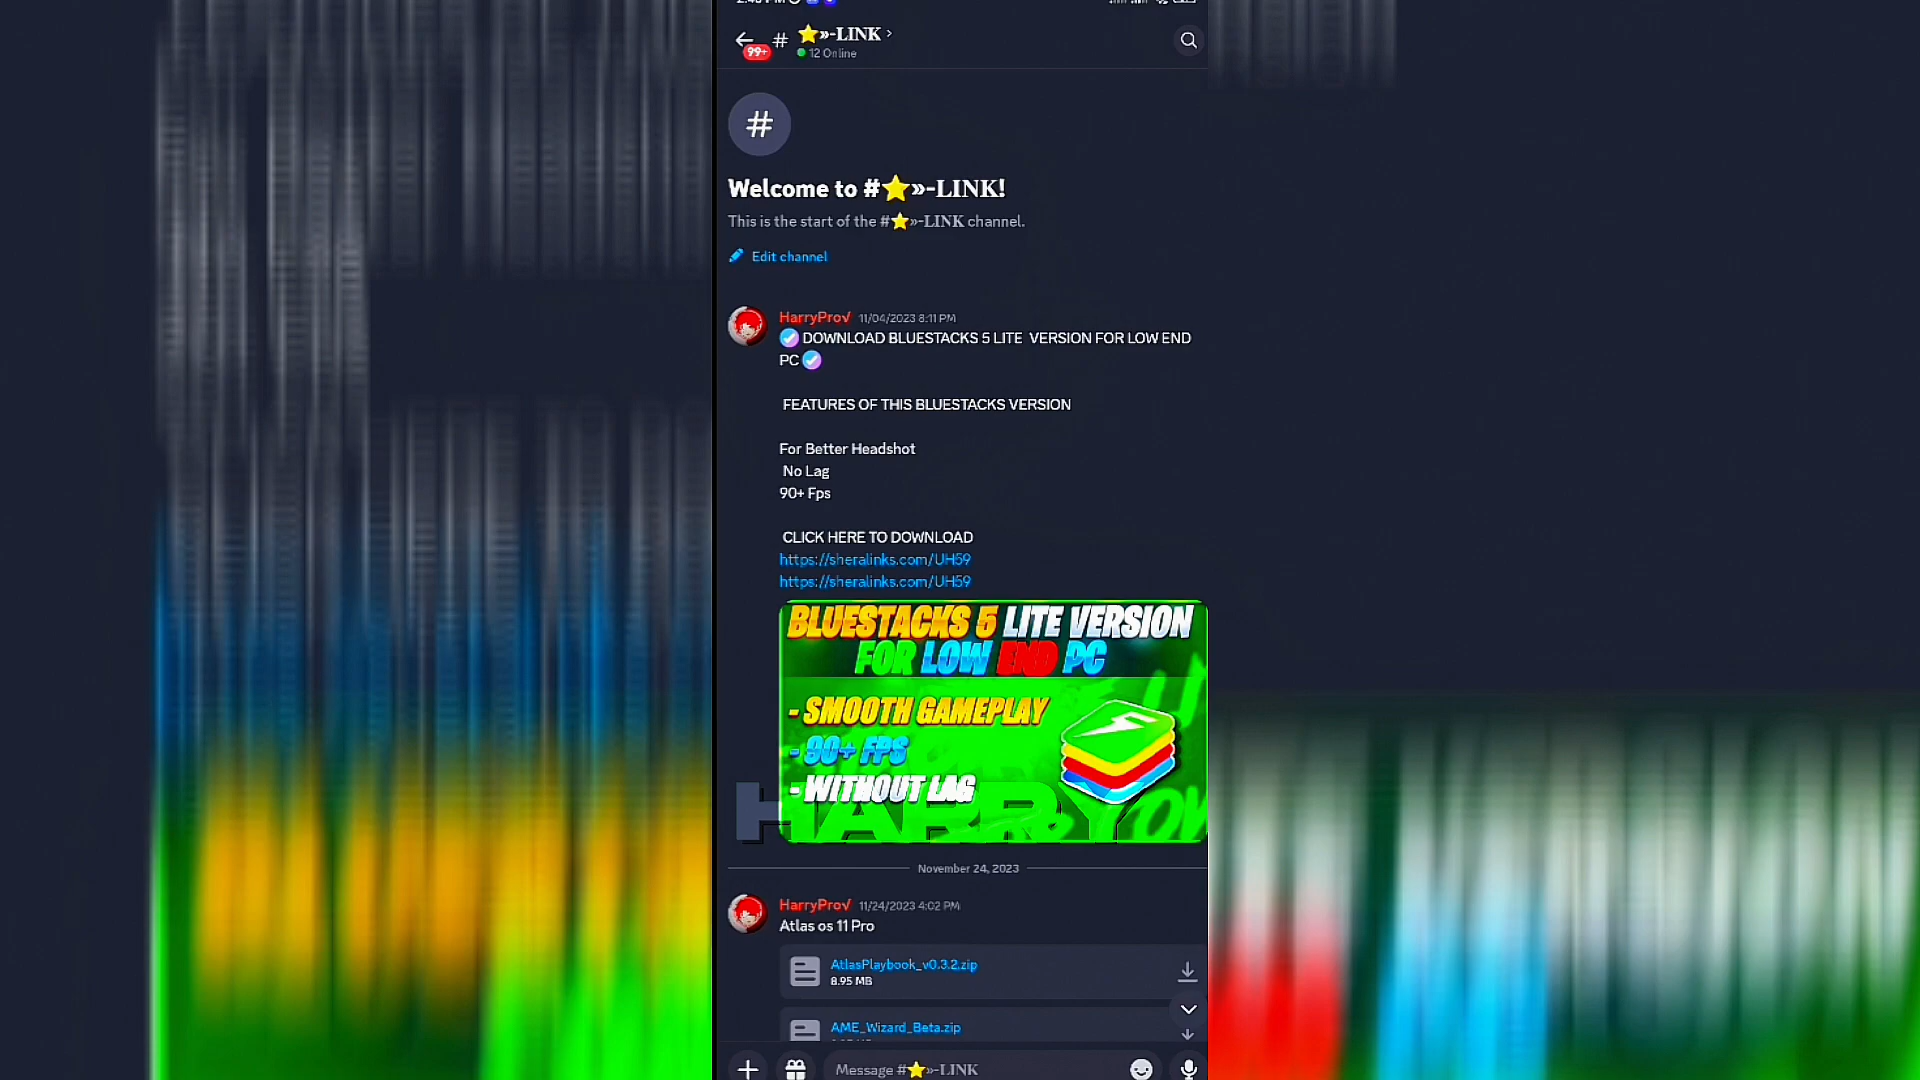 99+
# ⭐»-LINK ›
12 Online
#
Welcome to #⭐»-LINK!
This is the start of the #⭐»-LINK channel.
Edit channel
HarryPro√ 11/04/2023 8:11 PM
DOWNLOAD BLUESTACKS 5 LITE VERSION FOR LOW END
PC
FEATURES OF THIS BLUESTACKS VERSION
For Better Headshot
No Lag
90+ Fps
CLICK HERE TO DOWNLOAD
https://sheralinks.com/UH59
https://sheralinks.com/UH59
BLUESTACKS 5 LITE VERSION
FOR LOW END PC
- SMOOTH GAMEPLAY
- 90+ FPS
- WITHOUT LAG
HARRY
November 24, 2023
HarryPro√ 11/24/2023 4:02 PM
Atlas os 11 Pro
AtlasPlaybook_v0.3.2.zip
8.95 MB
AME_Wizard_Beta.zip
Message #⭐»-LINK